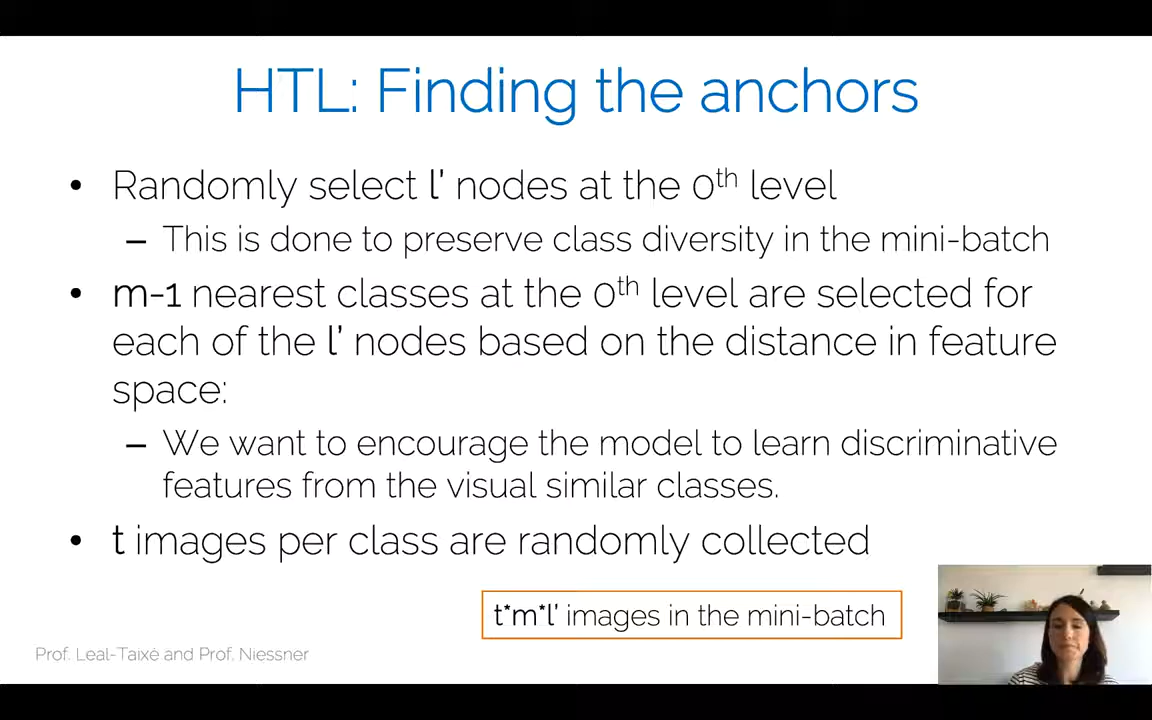 HTL: Finding the anchors
• Randomly select l’ nodes at the 0th level
– This is done to preserve class diversity in the mini-batch
• m-1 nearest classes at the 0th level are selected for
each of the l’ nodes based on the distance in feature
space:
– We want to encourage the model to learn discriminative
features from the visual similar classes.
• t images per class are randomly collected
t*m*l’ images in the mini-batch
Prof. Leal-Taixé and Prof. Niessner